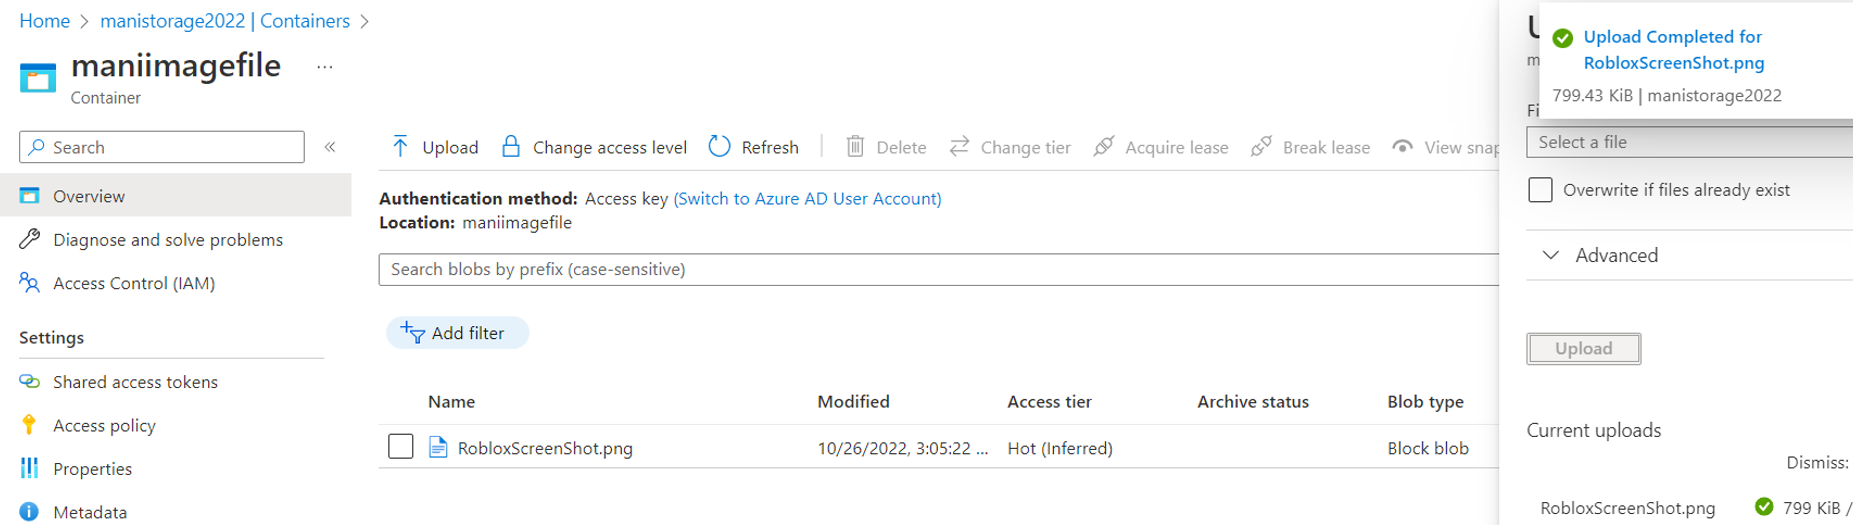 Home > manistorage2022 | Containers >
maniimagefile ...
Container
Search «
Overview
Diagnose and solve problems
Access Control (IAM)
Settings
Shared access tokens
Access policy
Properties
Metadata
Upload Change access level Refresh Delete Change tier Acquire lease Break lease View snap
Authentication method: Access key (Switch to Azure AD User Account)
Location: maniimagefile
Search blobs by prefix (case-sensitive)
Add filter
Name Modified Access tier Archive status Blob type
RobloxScreenShot.png 10/26/2022, 3:05:22 ... Hot (Inferred) Block blob
Upload Completed for
RobloxScreenShot.png
799.43 KiB | manistorage2022
Select a file
Overwrite if files already exist
Advanced
Upload
Current uploads
Dismiss:
RobloxScreenShot.png 799 KiB /